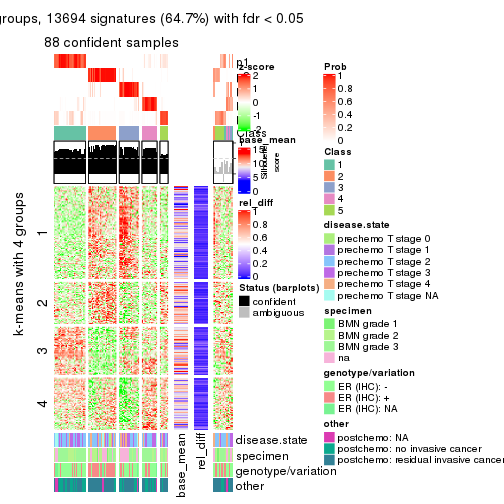 groups, 13694 signatures (64.7%) with fdr < 0.05
88 confident samples
p1
z-score
2
1
0
-1
-2
Class
base_mean
15
10
5
0
Silhouette
score
rel_diff
1
0.8
0.6
0.4
0.2
0
Status (barplots)
confident
ambiguous
Prob
1
0.8
0.6
0.4
0.2
0
Class
1
2
3
4
5
disease.state
prechemo T stage 0
prechemo T stage 1
prechemo T stage 2
prechemo T stage 3
prechemo T stage 4
prechemo T stage NA
specimen
BMN grade 1
BMN grade 2
BMN grade 3
na
genotype/variation
ER (IHC): -
ER (IHC): +
ER (IHC): NA
other
postchemo: NA
postchemo: no invasive cancer
postchemo: residual invasive cancer
k-means with 4 groups
1
2
3
4
disease.state
specimen
genotype/variation
other
base_mean
rel_diff